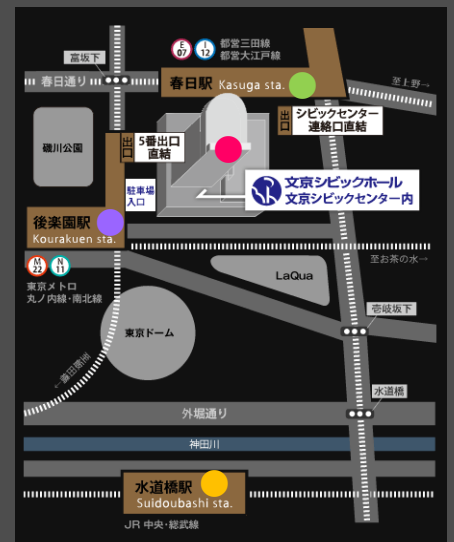 E
07
I
12
都営三田線
都営大江戸線
富坂下
春日通り
春日駅 Kasuga sta.
至上野→
出口
シビックセンター
連絡口直結
出口
5番出口
直結
礫川公園
駐車場
入口
文京シビックホール
文京シビックセンター内
後楽園駅
Kourakuen sta.
M
22
N
11
東京メトロ
丸ノ内線・南北線
至お茶の水→
LaQua
壱岐坂下
東京ドーム
←至飯田橋
水道橋
外堀通り
神田川
水道橋駅
Suidoubashi sta.
JR 中央・総武線